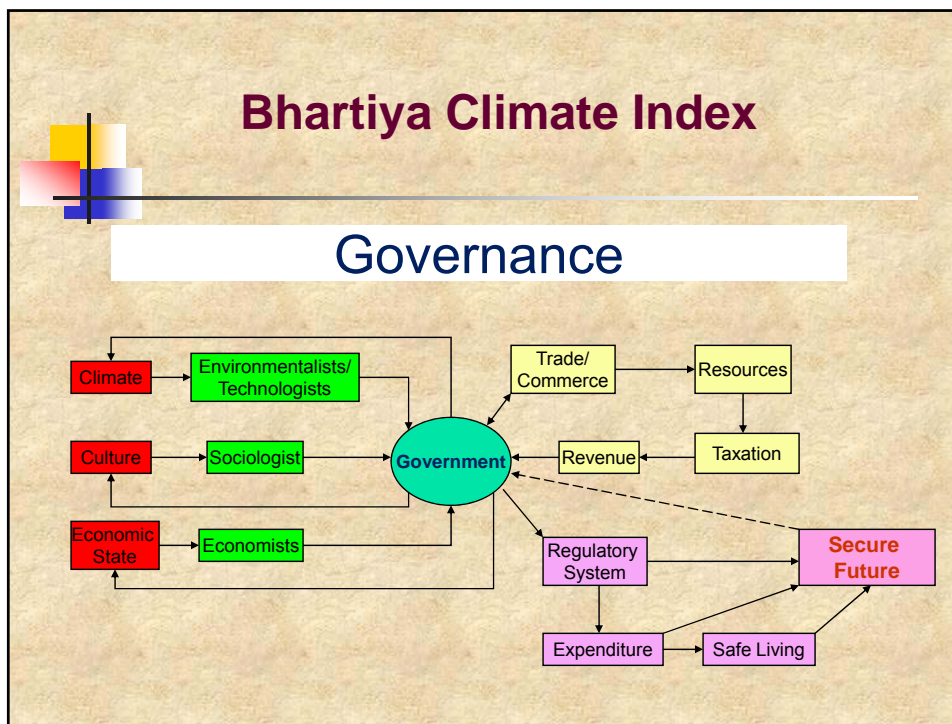 Bhartiya Climate Index
Governance
Climate
Environmentalists/
Technologists
Trade/
Commerce
Resources
Culture
Sociologist
Government
Revenue
Taxation
Economic
State
Economists
Regulatory
System
Secure
Future
Expenditure
Safe Living